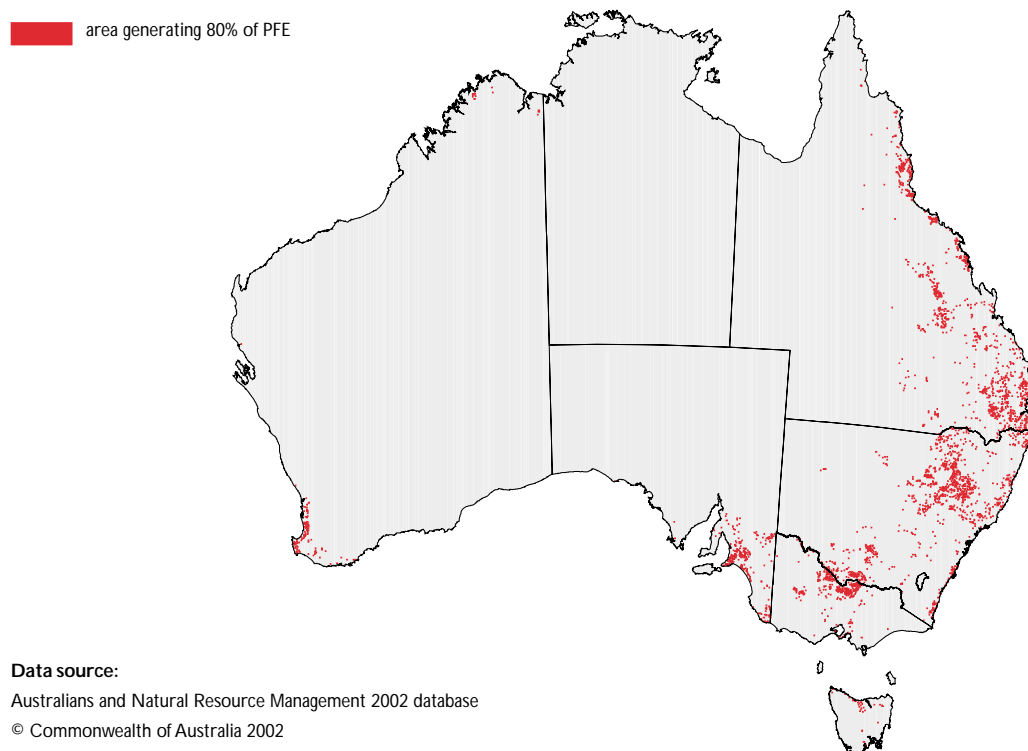 area generating 80% of PFE
Data source:
Australians and Natural Resource Management 2002 database
© Commonwealth of Australia 2002